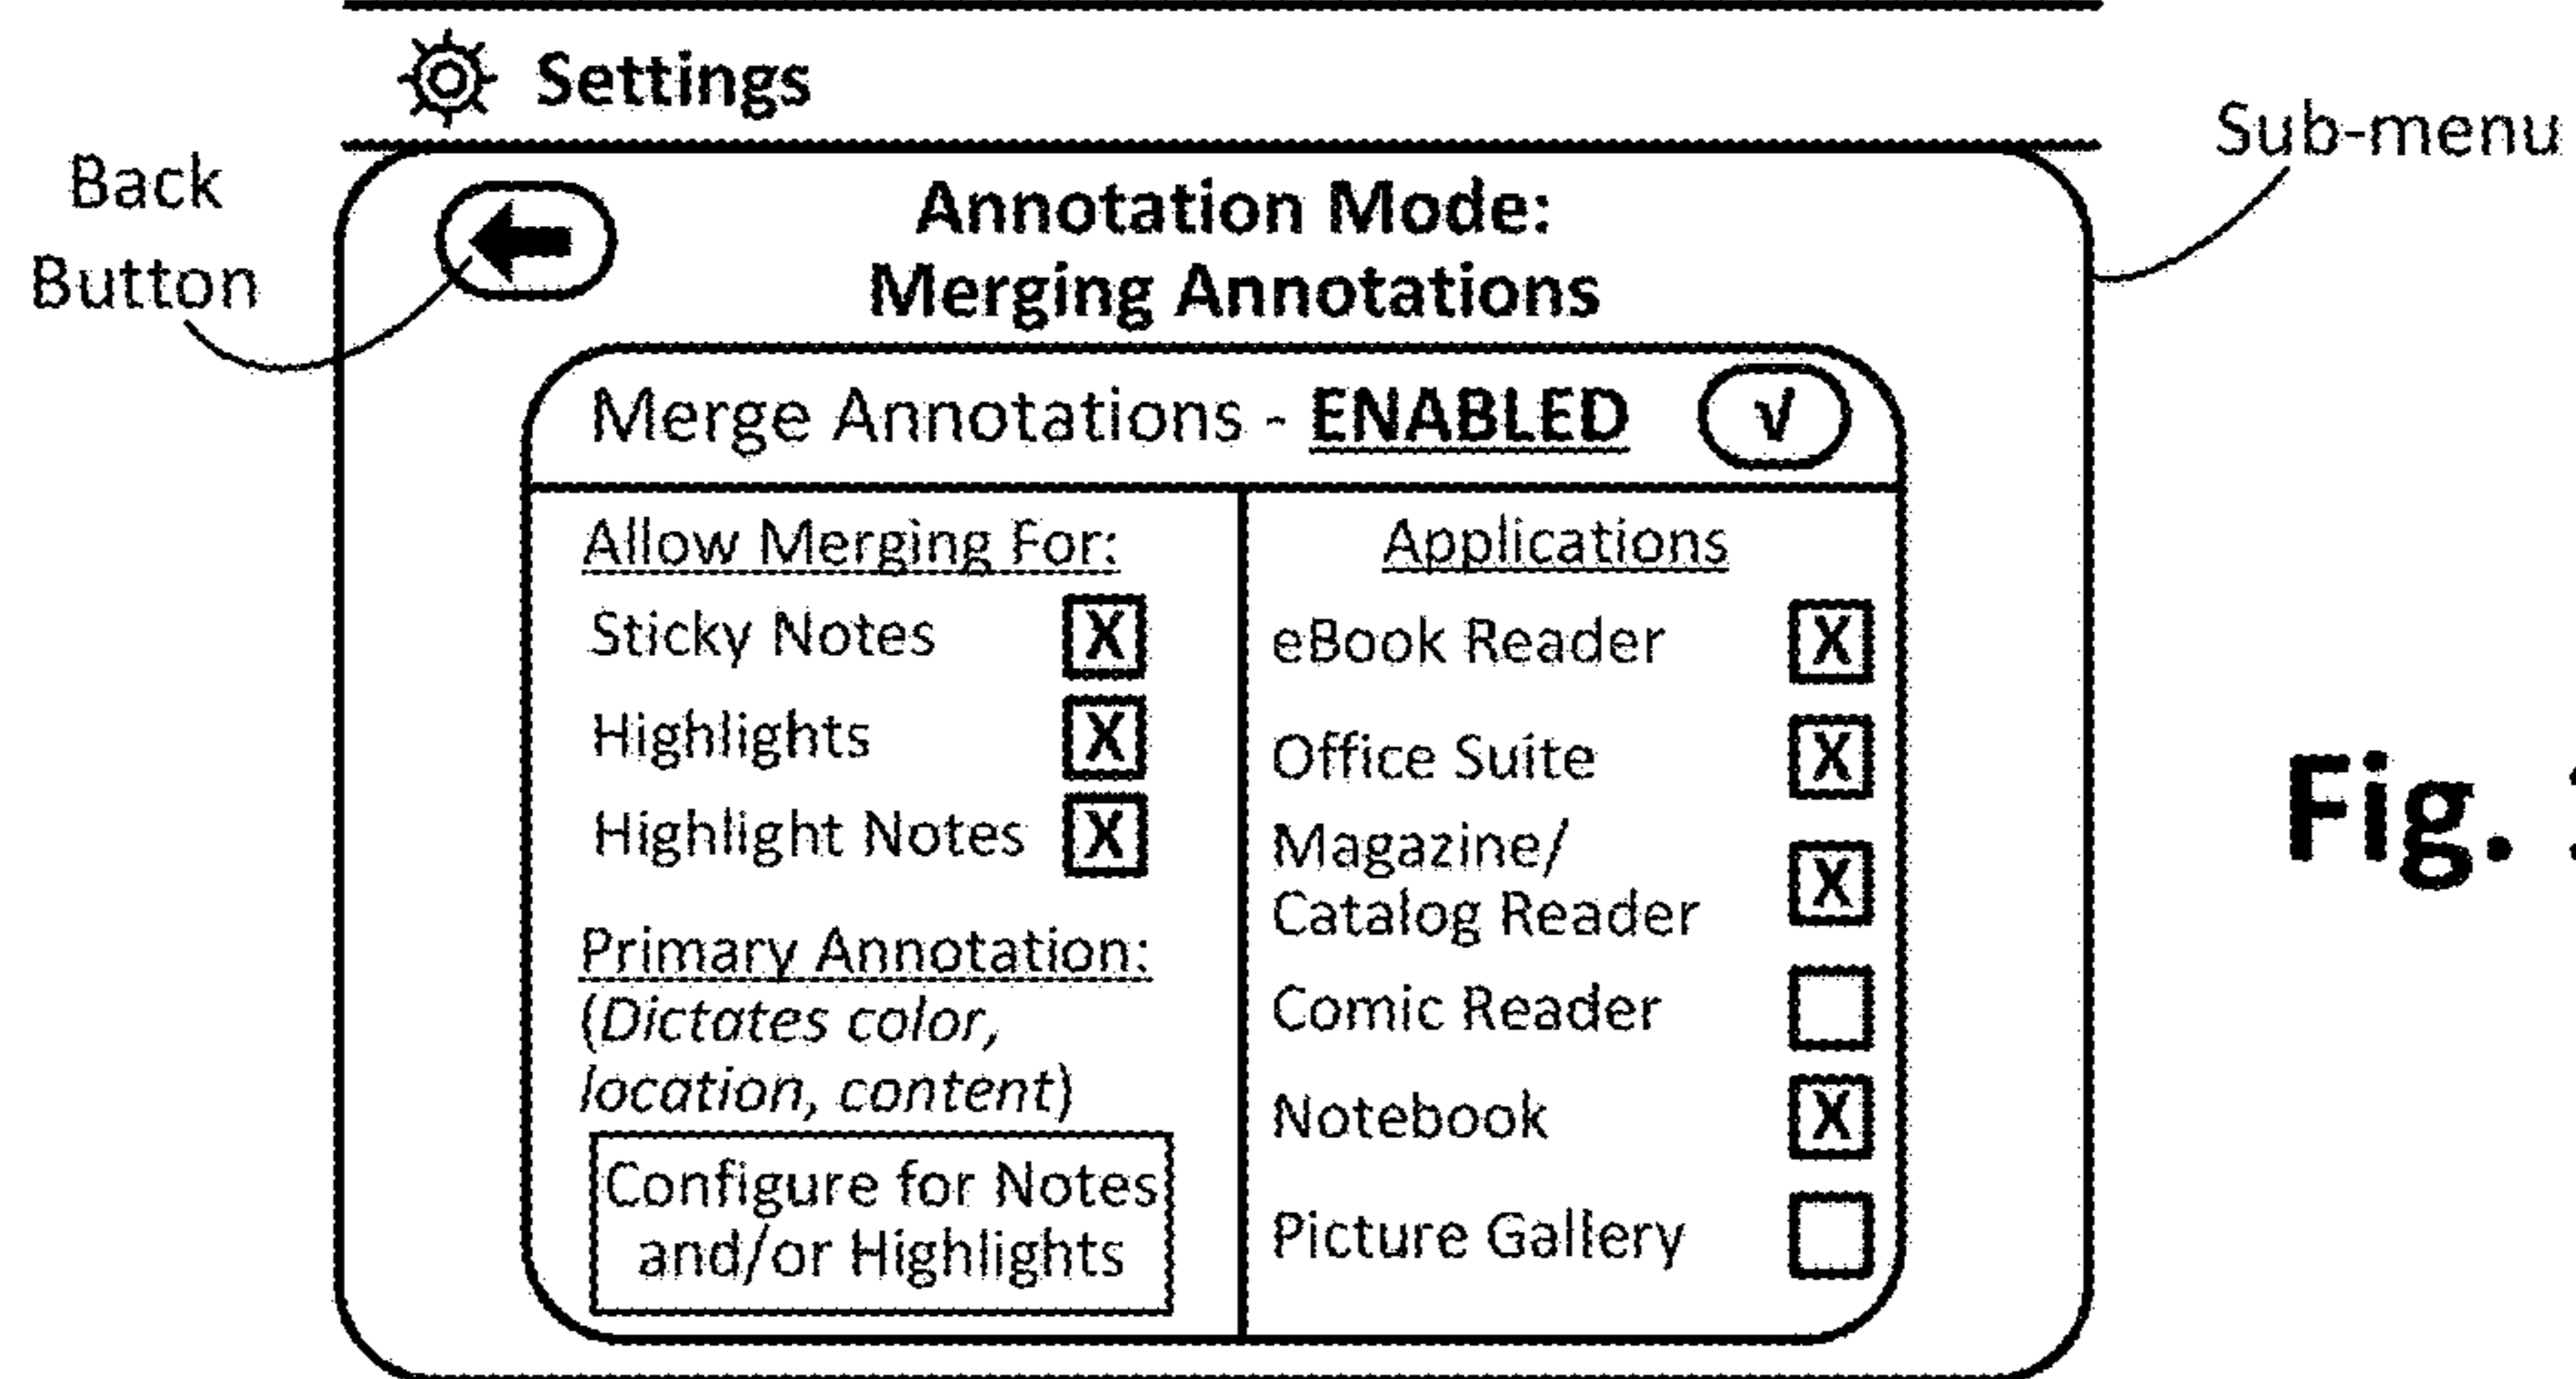 Settings
Back
Button
Sub-menu
Annotation Mode:
Merging Annotations
Merge Annotations - ENABLED √
Allow Merging For:
Sticky Notes X
Highlights X
Highlight Notes X
Primary Annotation:
(Dictates color,
location, content)
Configure for Notes
and/or Highlights
Applications
eBook Reader X
Office Suite X
Magazine/
Catalog Reader X
Comic Reader
Notebook X
Picture Gallery
Fig.